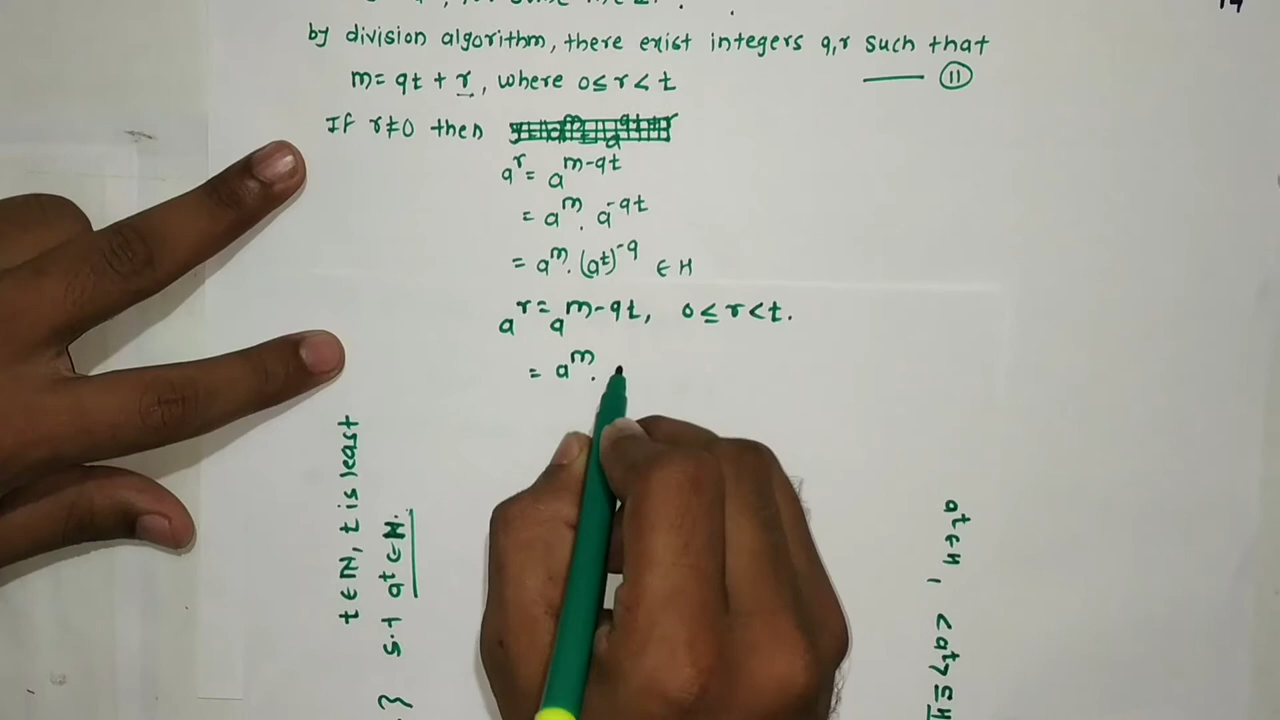 by division algorithm, there exist integers q,r such that
m= qt + r, where 0≤ r < t —— (11)
If r≠0 then
a^r = a^{m-qt}
= a^m . a^{-qt}
= a^m. (a^t)^{-q} ∈ H
a^r = a^{m-qt}, 0≤ r<t.
= a^m.
t∈N, t is least
s.t a^t ∈ H.
a^t ∈ H, <a^t> ⊆ H